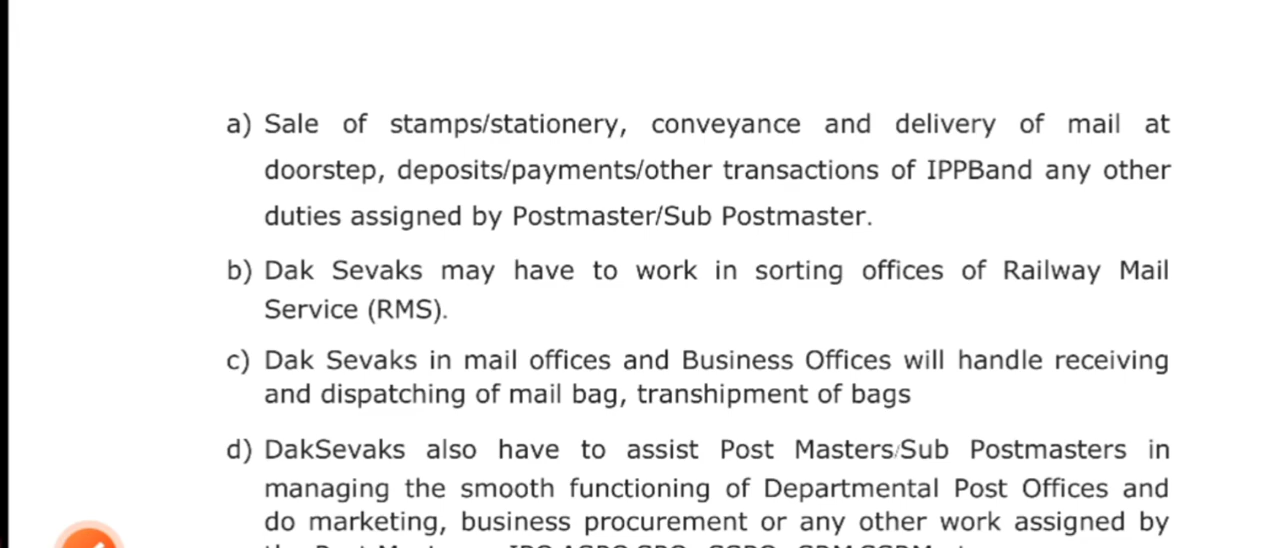 a) Sale of stamps/stationery, conveyance and delivery of mail at
doorstep, deposits/payments/other transactions of IPPBand any other
duties assigned by Postmaster/Sub Postmaster.
b) Dak Sevaks may have to work in sorting offices of Railway Mail
Service (RMS).
c) Dak Sevaks in mail offices and Business Offices will handle receiving
and dispatching of mail bag, transhipment of bags
d) DakSevaks also have to assist Post Masters/Sub Postmasters in
managing the smooth functioning of Departmental Post Offices and
do marketing, business procurement or any other work assigned by